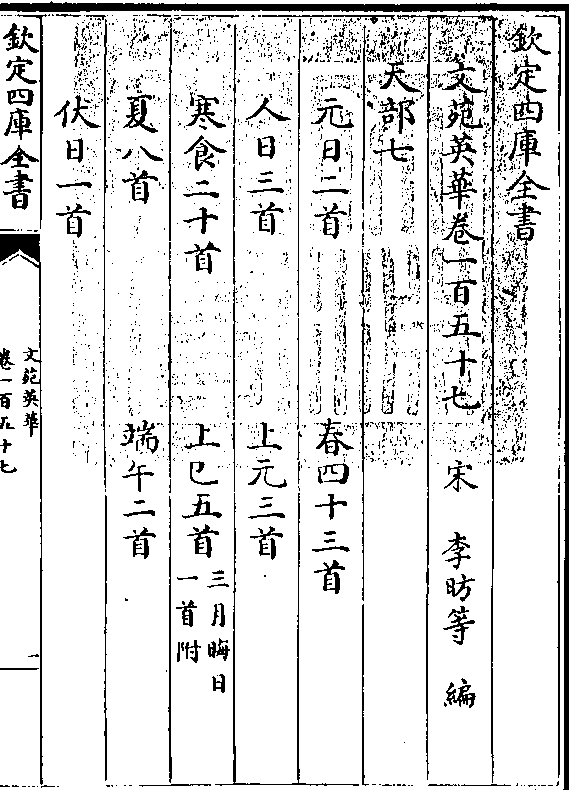 欽定四庫全書
文苑英華卷一百五十七
宋 李昉等 編
天部七
元日二首 春四十三首
人日三首 上元三首
寒食二十首 上巳五首 三月晦日一首附
夏八首 端午二首
伏日一首
欽定四庫全書
文苑英華
卷一百五十七
一